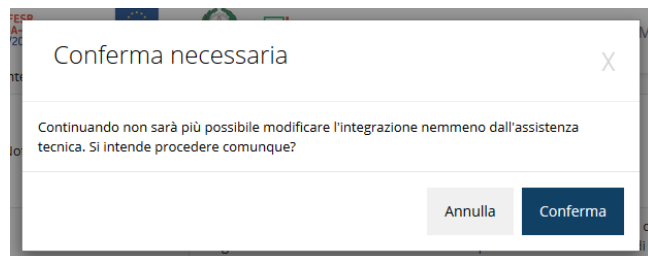 FESR
Conferma necessaria
X
Continuando non sarà più possibile modificare l'integrazione nemmeno dall'assistenza
tecnica. Si intende procedere comunque?
Annulla
Conferma